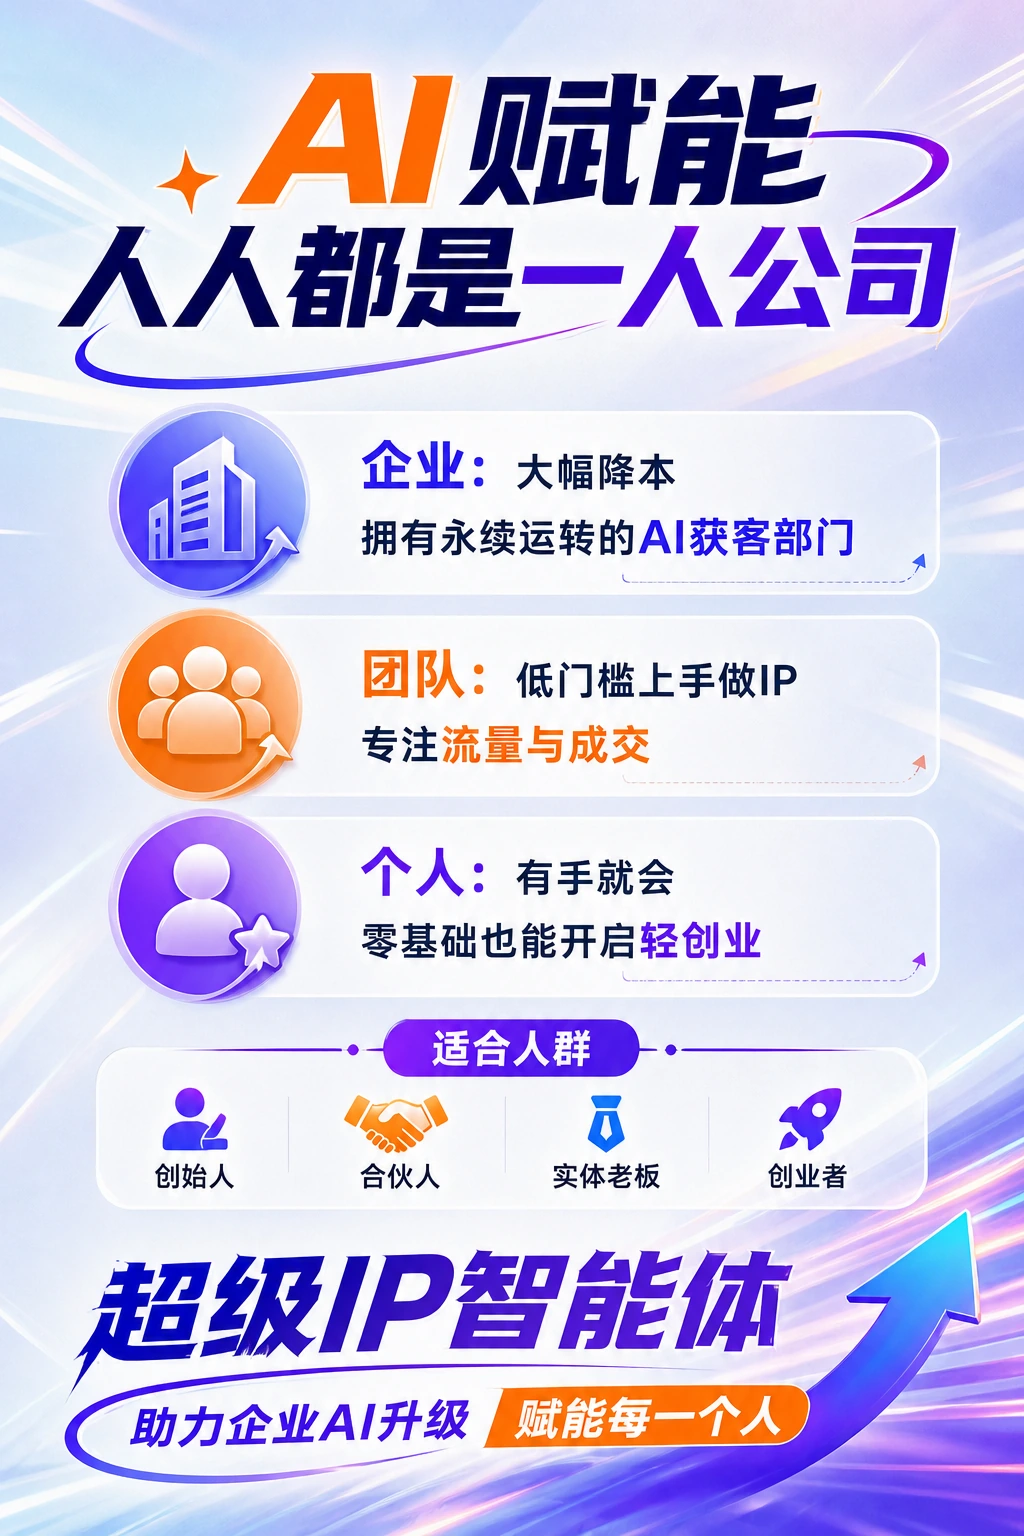 AI赋能
人人都是一人公司
企业：大幅降本
拥有永续运转的AI获客部门
团队：低门槛上手做IP
专注流量与成交
个人：有手就会
零基础也能开启轻创业
适合人群
创始人
合伙人
实体老板
创业者
超级IP智能体
助力企业AI升级 赋能每一个人